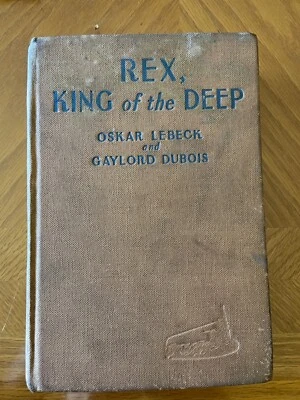 REX,
KING of the DEEP
OSKAR LEBECK
and
GAYLORD DUBOIS